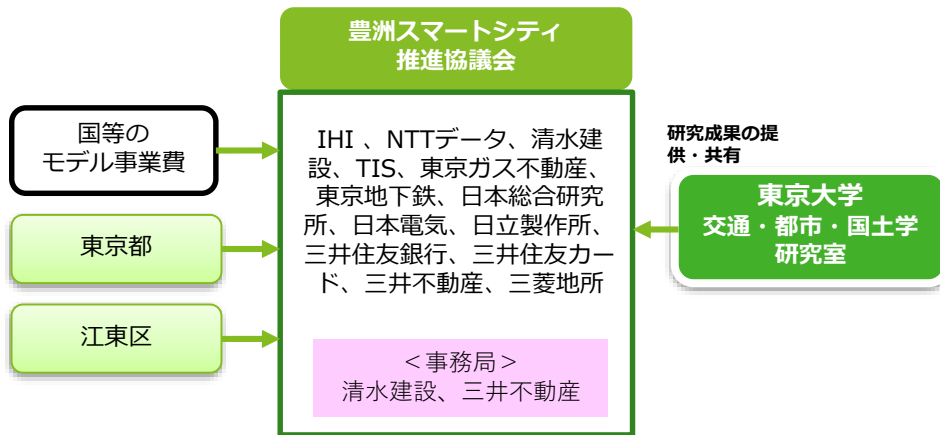 豊洲スマートシティ
推進協議会
国等の
モデル事業費
東京都
江東区
IHI 、NTTデータ、清水建
設、TIS、東京ガス不動産、
東京地下鉄、日本総合研究
所、日本電気、日立製作所、
三井住友銀行、三井住友カー
ド、三井不動産、三菱地所
＜事務局＞
清水建設、三井不動産
研究成果の提
供・共有
東京大学
交通・都市・国土学
研究室